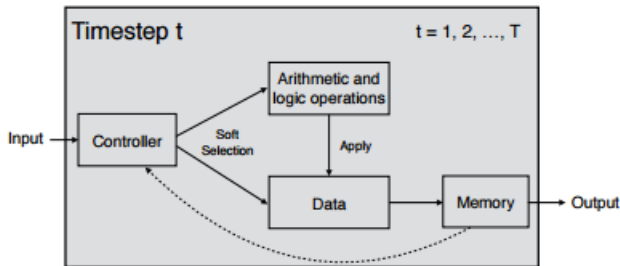 Timestep t
t = 1, 2, ..., T
Arithmetic and
logic operations
Input
Controller
Soft
Selection
Apply
Data
Memory
Output